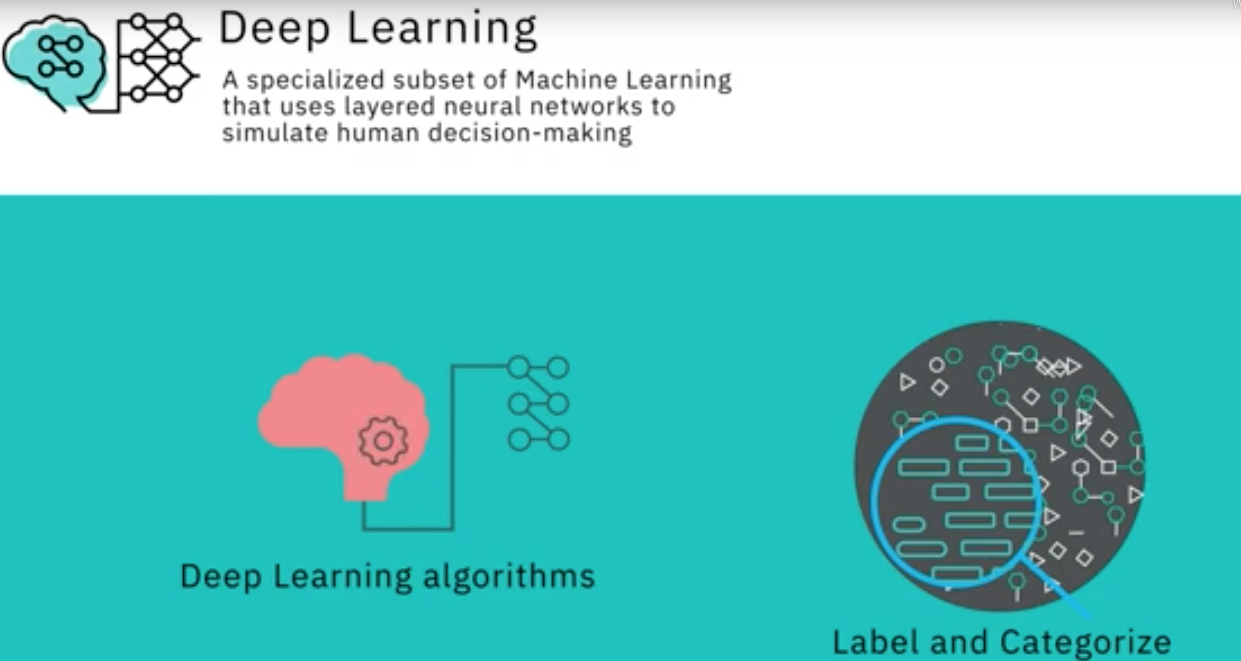 Deep Learning
A specialized subset of Machine Learning
that uses layered neural networks to
simulate human decision-making
Deep Learning algorithms
Label and Categorize